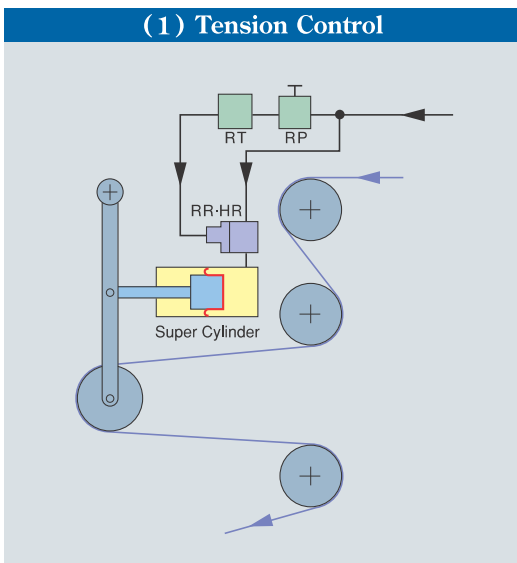 (1) Tension Control
RT RP
RR·HR
Super Cylinder